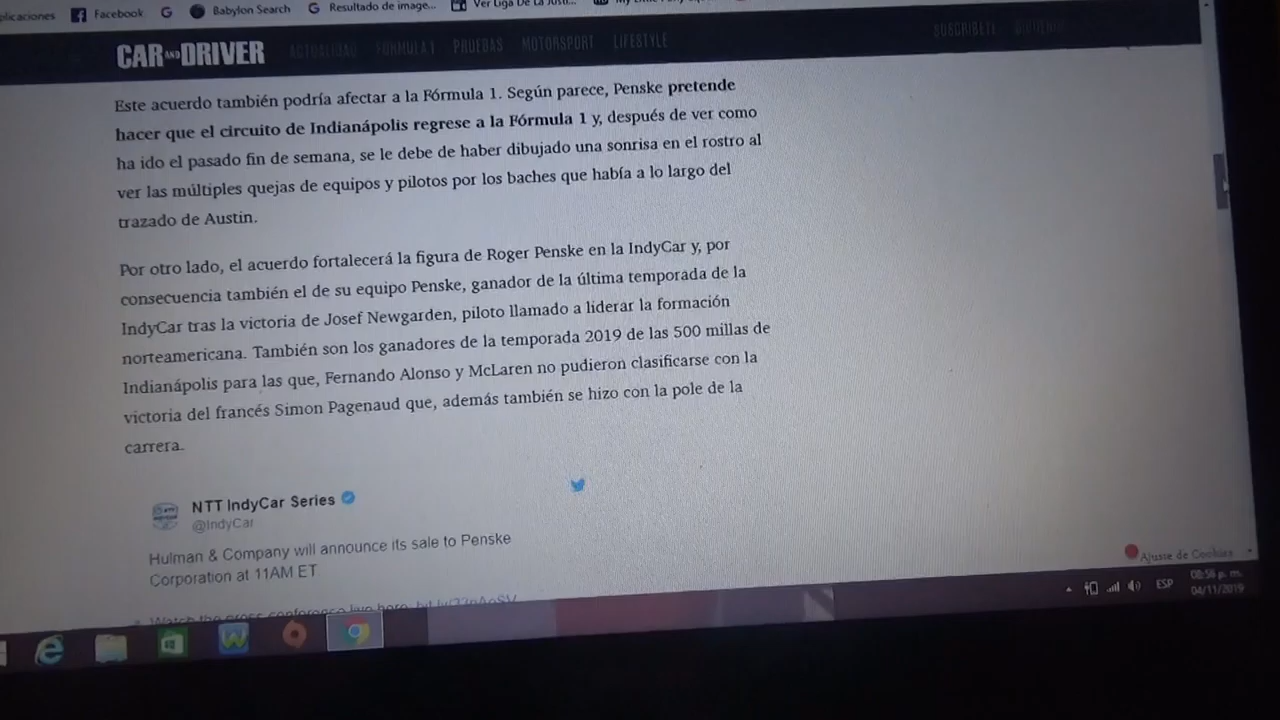 plicaciones Facebook G Babylon Search G Resultado de image... Ver Liga De La Justi...
CAR AND DRIVER ACTUALIDAD FÓRMULA 1 PRUEBAS MOTORSPORT LIFESTYLE SUSCRÍBETE
Este acuerdo también podría afectar a la Fórmula 1. Según parece, Penske pretende
hacer que el circuito de Indianápolis regrese a la Fórmula 1 y, después de ver como
ha ido el pasado fin de semana, se le debe de haber dibujado una sonrisa en el rostro al
ver las múltiples quejas de equipos y pilotos por los baches que había a lo largo del
trazado de Austin.
Por otro lado, el acuerdo fortalecerá la figura de Roger Penske en la IndyCar y, por
consecuencia también el de su equipo Penske, ganador de la última temporada de la
IndyCar tras la victoria de Josef Newgarden, piloto llamado a liderar la formación
norteamericana. También son los ganadores de la temporada 2019 de las 500 millas de
Indianápolis para las que, Fernando Alonso y McLaren no pudieron clasificarse con la
victoria del francés Simon Pagenaud que, además también se hizo con la pole de la
carrera.
NTT IndyCar Series
@IndyCar
Hulman & Company will announce its sale to Penske
Corporation at 11AM ET
Watch the press conference live here:
Ajuste de Cookies
ESP 08:56 p. m.
04/11/2019